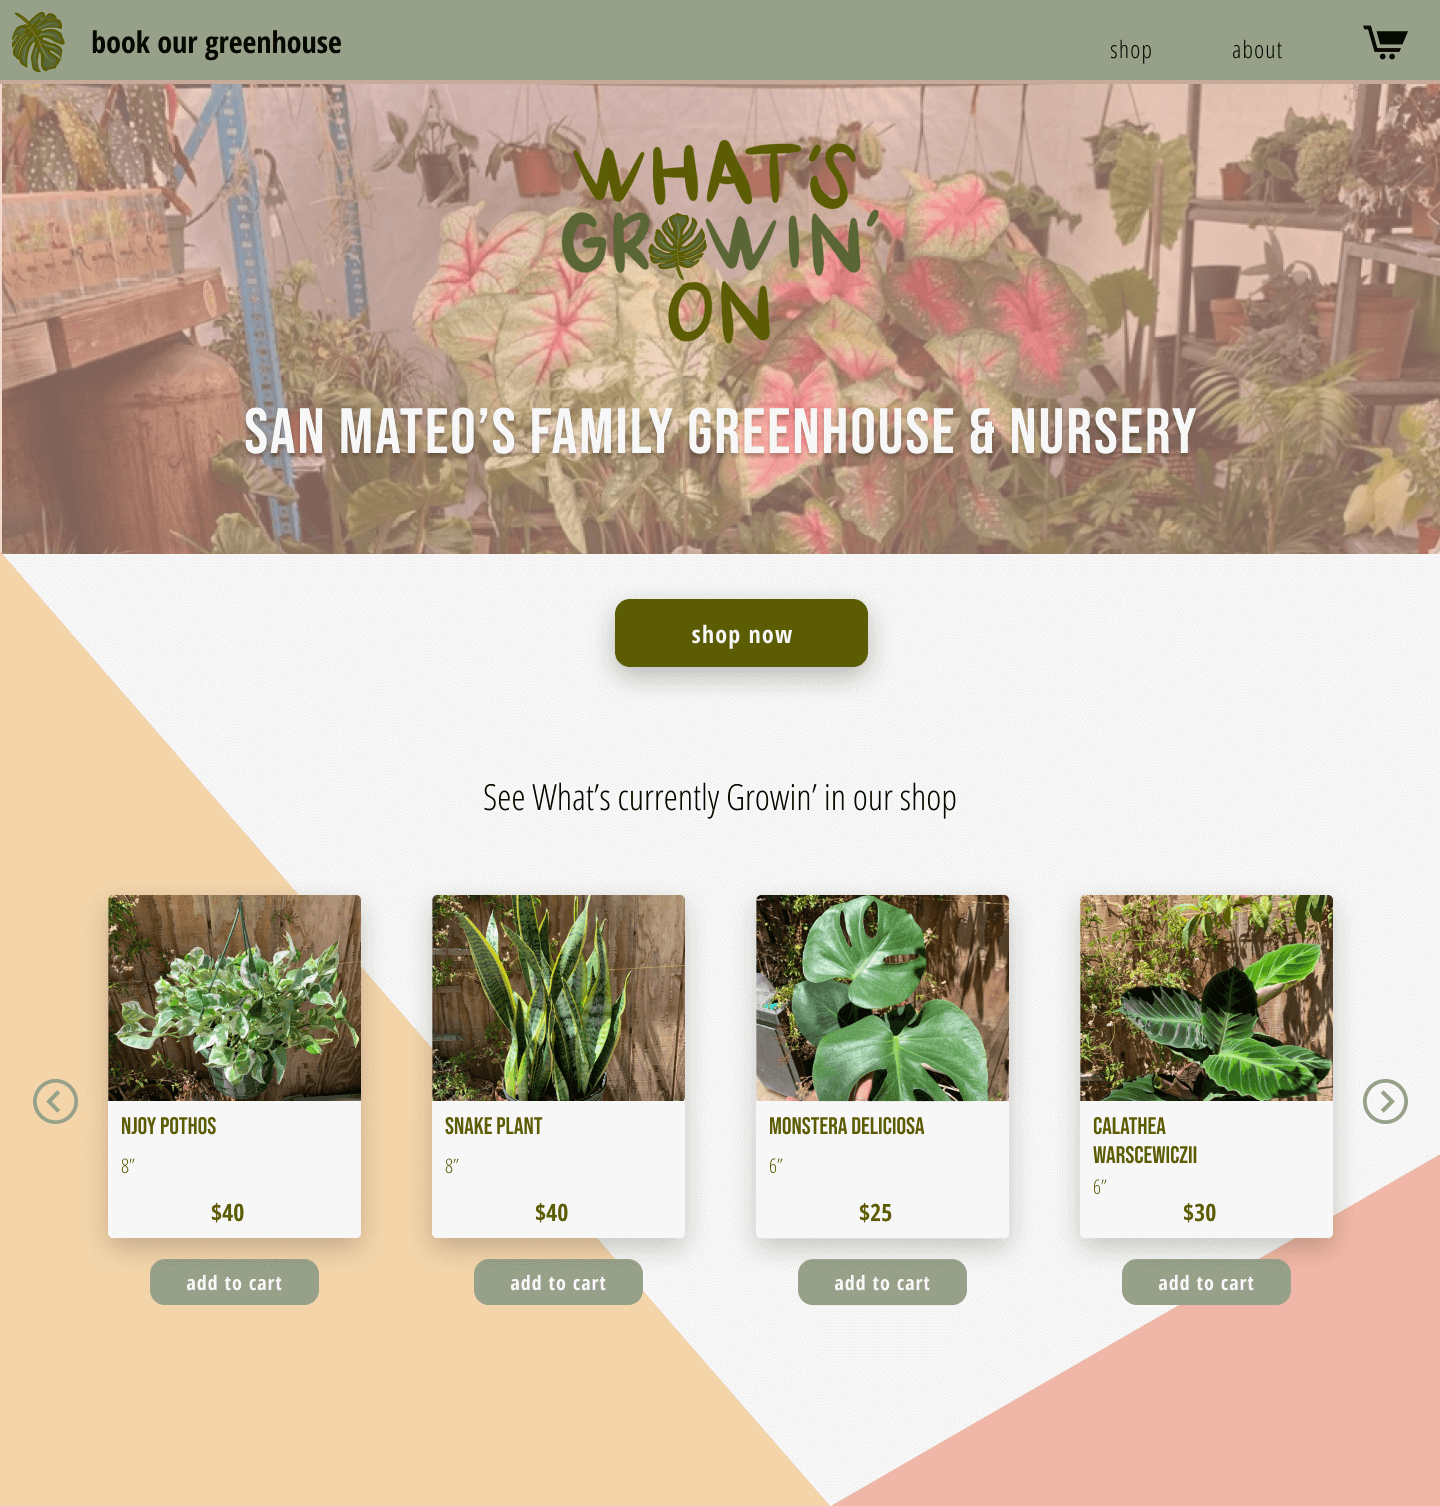 book our greenhouse
shop
about
WHAT'S
GROWIN'
ON
SAN MATEO’S FAMILY GREENHOUSE & NURSERY
shop now
See What’s currently Growin’ in our shop
NJOY POTHOS
8”
$40
add to cart
SNAKE PLANT
8”
$40
add to cart
MONSTERA DELICIOSA
6”
$25
add to cart
CALATHEA
WARSCEWICZII
6”
$30
add to cart